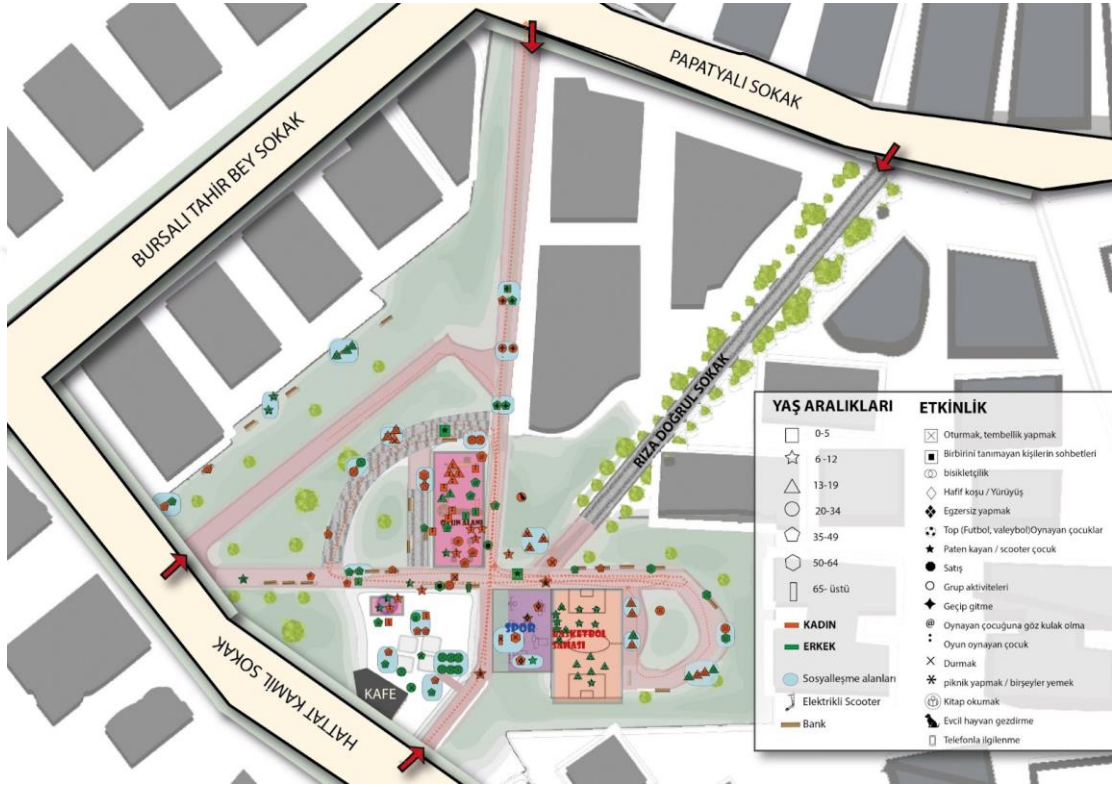 PAPATYALI SOKAK
BURSALI TAHİR BEY SOKAK
RIZA DOĞRUL SOKAK
HATTAT KAMİL SOKAK
OYUN ALANI
SPOR
BASKETBOL
SAHASI
KAFE
YAŞ ARALIKLARI
0-5
6 -12
13-19
20-34
35-49
50-64
65- üstü
KADIN
ERKEK
Sosyalleşme alanları
Elektrikli Scooter
Bank
ETKİNLİK
Oturmak, tembellik yapmak
Birbirini tanımayan kişilerin sohbetleri
bisikletçilik
Hafif koşu / Yürüyüş
Egzersiz yapmak
Top (Futbol, valeybol)Oynayan çocuklar
Paten kayan / scooter çocuk
Satış
Grup aktiviteleri
Geçip gitme
@ Oynayan çocuğuna göz kulak olma
Oyun oynayan çocuk
Durmak
piknik yapmak / birşeyler yemek
Kitap okumak
Evcil hayvan gezdirme
Telefonla ilgilenme